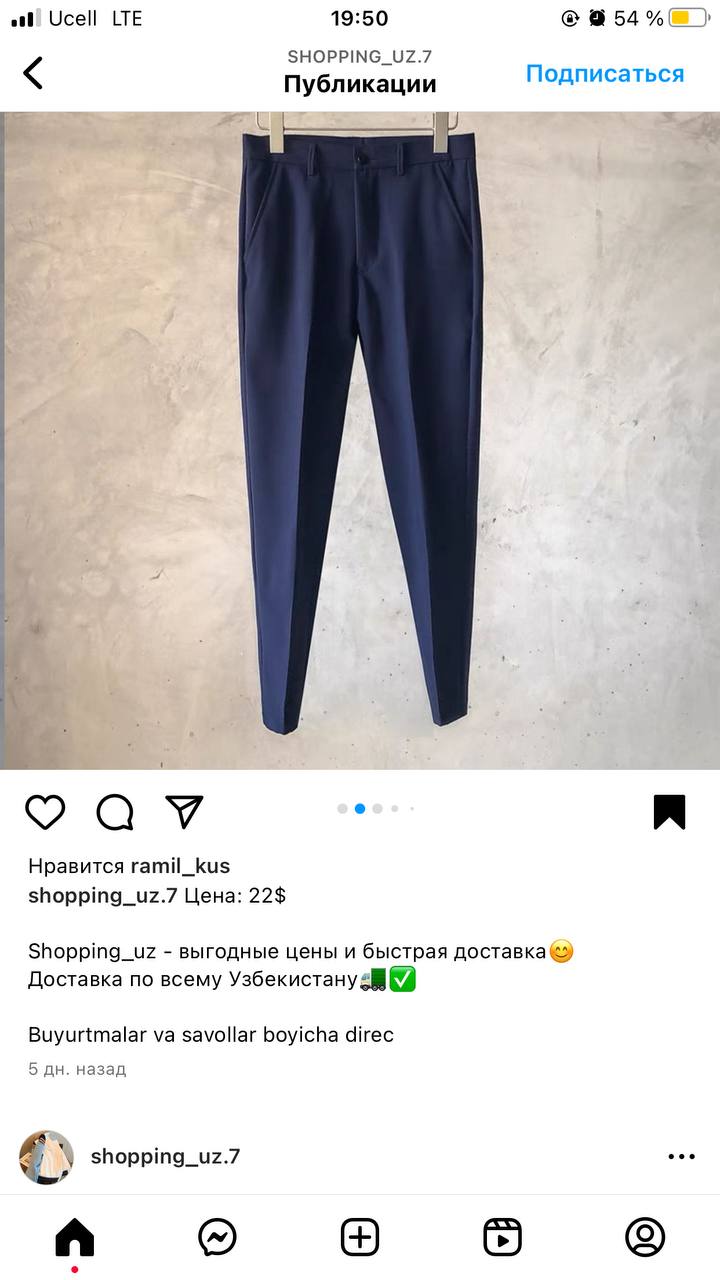 Ucell LTE 19:50 54 %
SHOPPING_UZ.7
Публикации
Подписаться
Нравится ramil_kus
shopping_uz.7 Цена: 22$
Shopping_uz - выгодные цены и быстрая доставка😊
Доставка по всему Узбекистану🚛✅
Buyurtmalar va savollar boyicha direc
5 дн. назад
shopping_uz.7